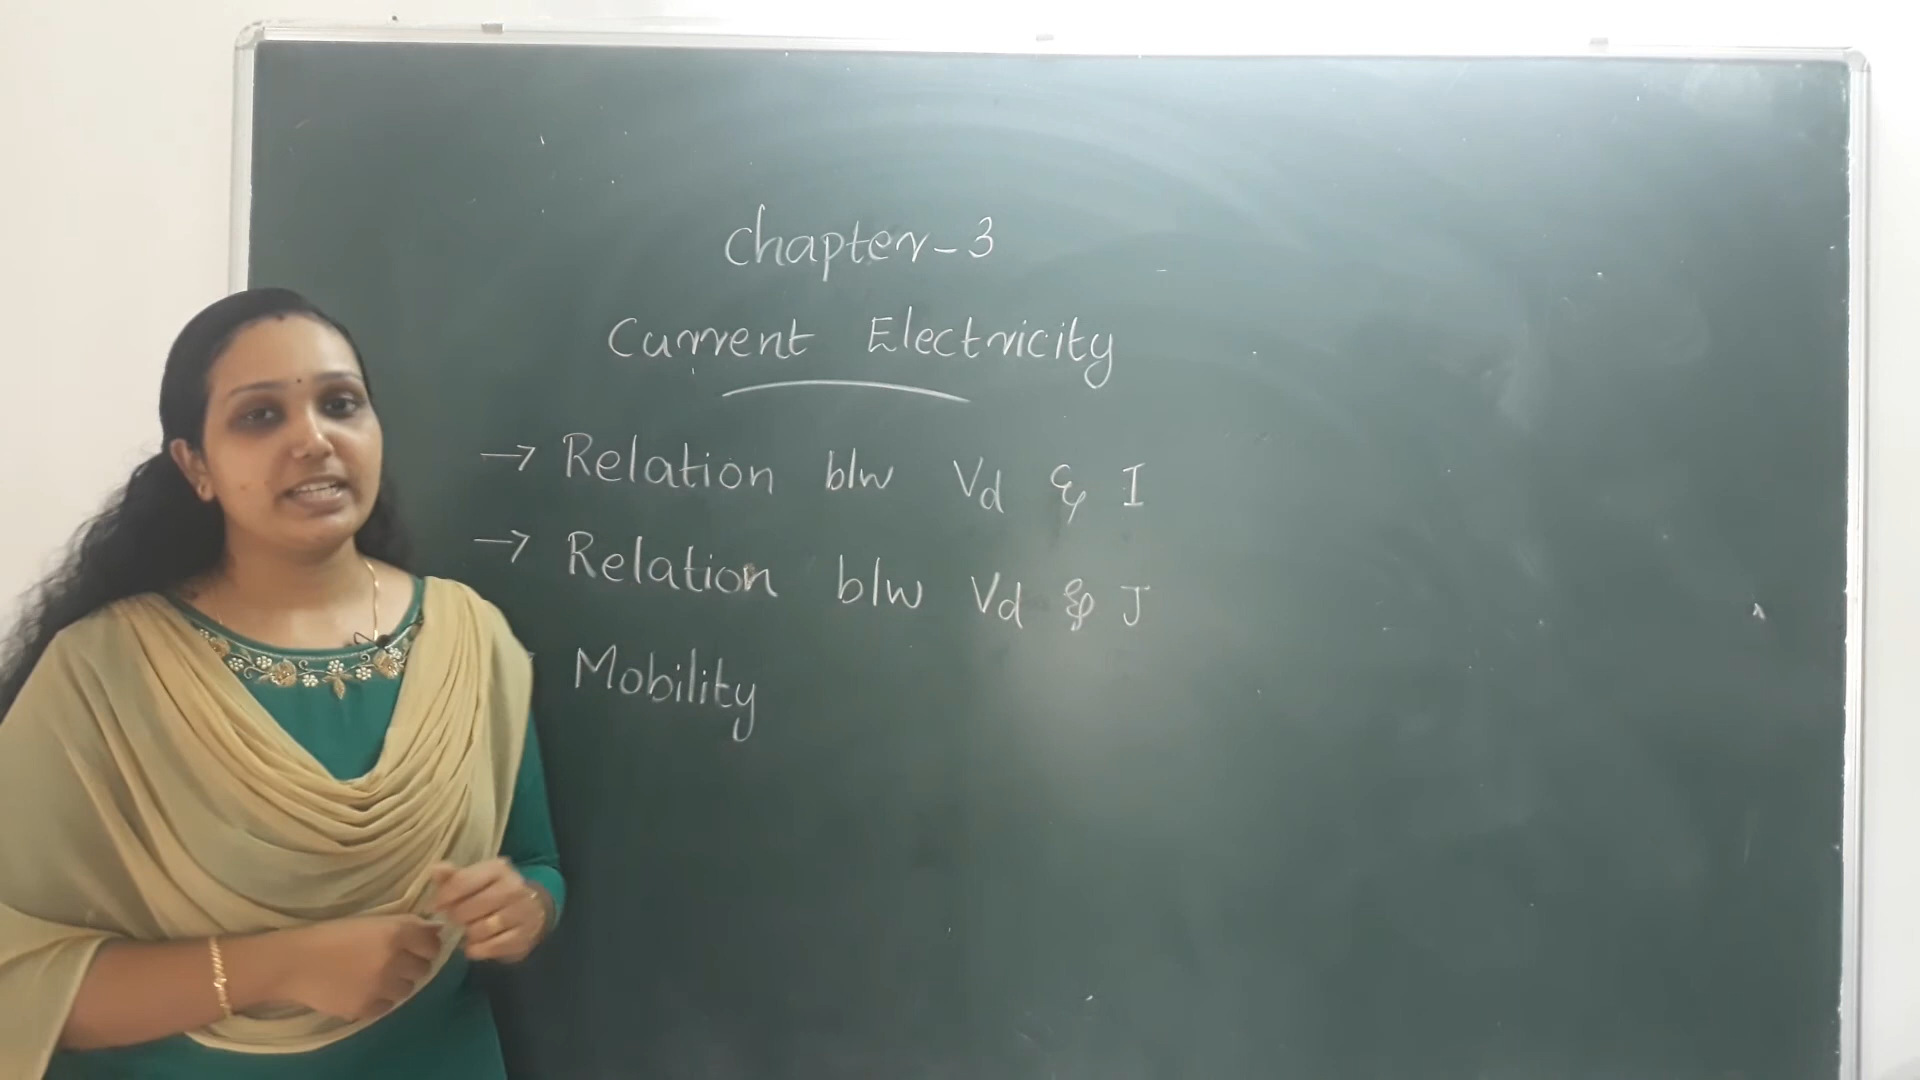 Chapter-3
Current Electricity
→ Relation b/w Vd & I
→ Relation b/w Vd & J
Mobility